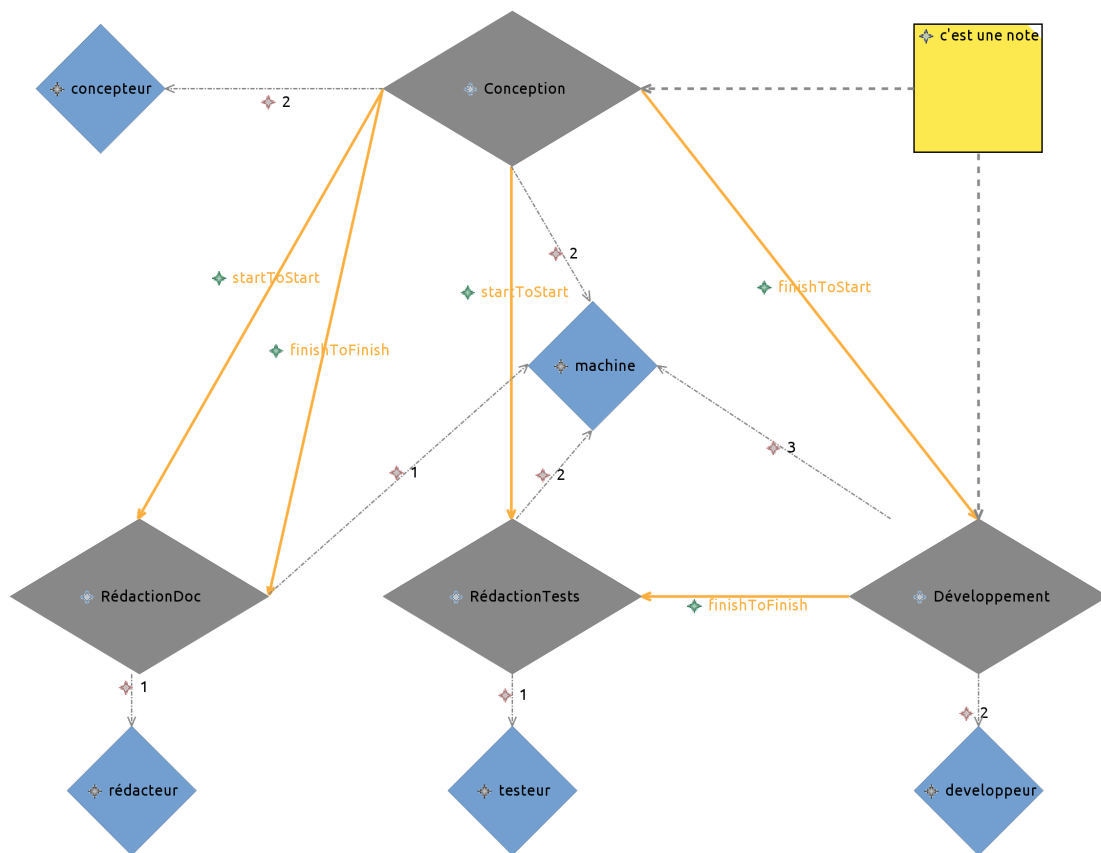 c'est une note
concepteur
Conception
2
2
startToStart
startToStart
finishToStart
finishToFinish
machine
3
1
2
RédactionDoc
RédactionTests
Développement
finishToFinish
1
1
2
rédacteur
testeur
developpeur